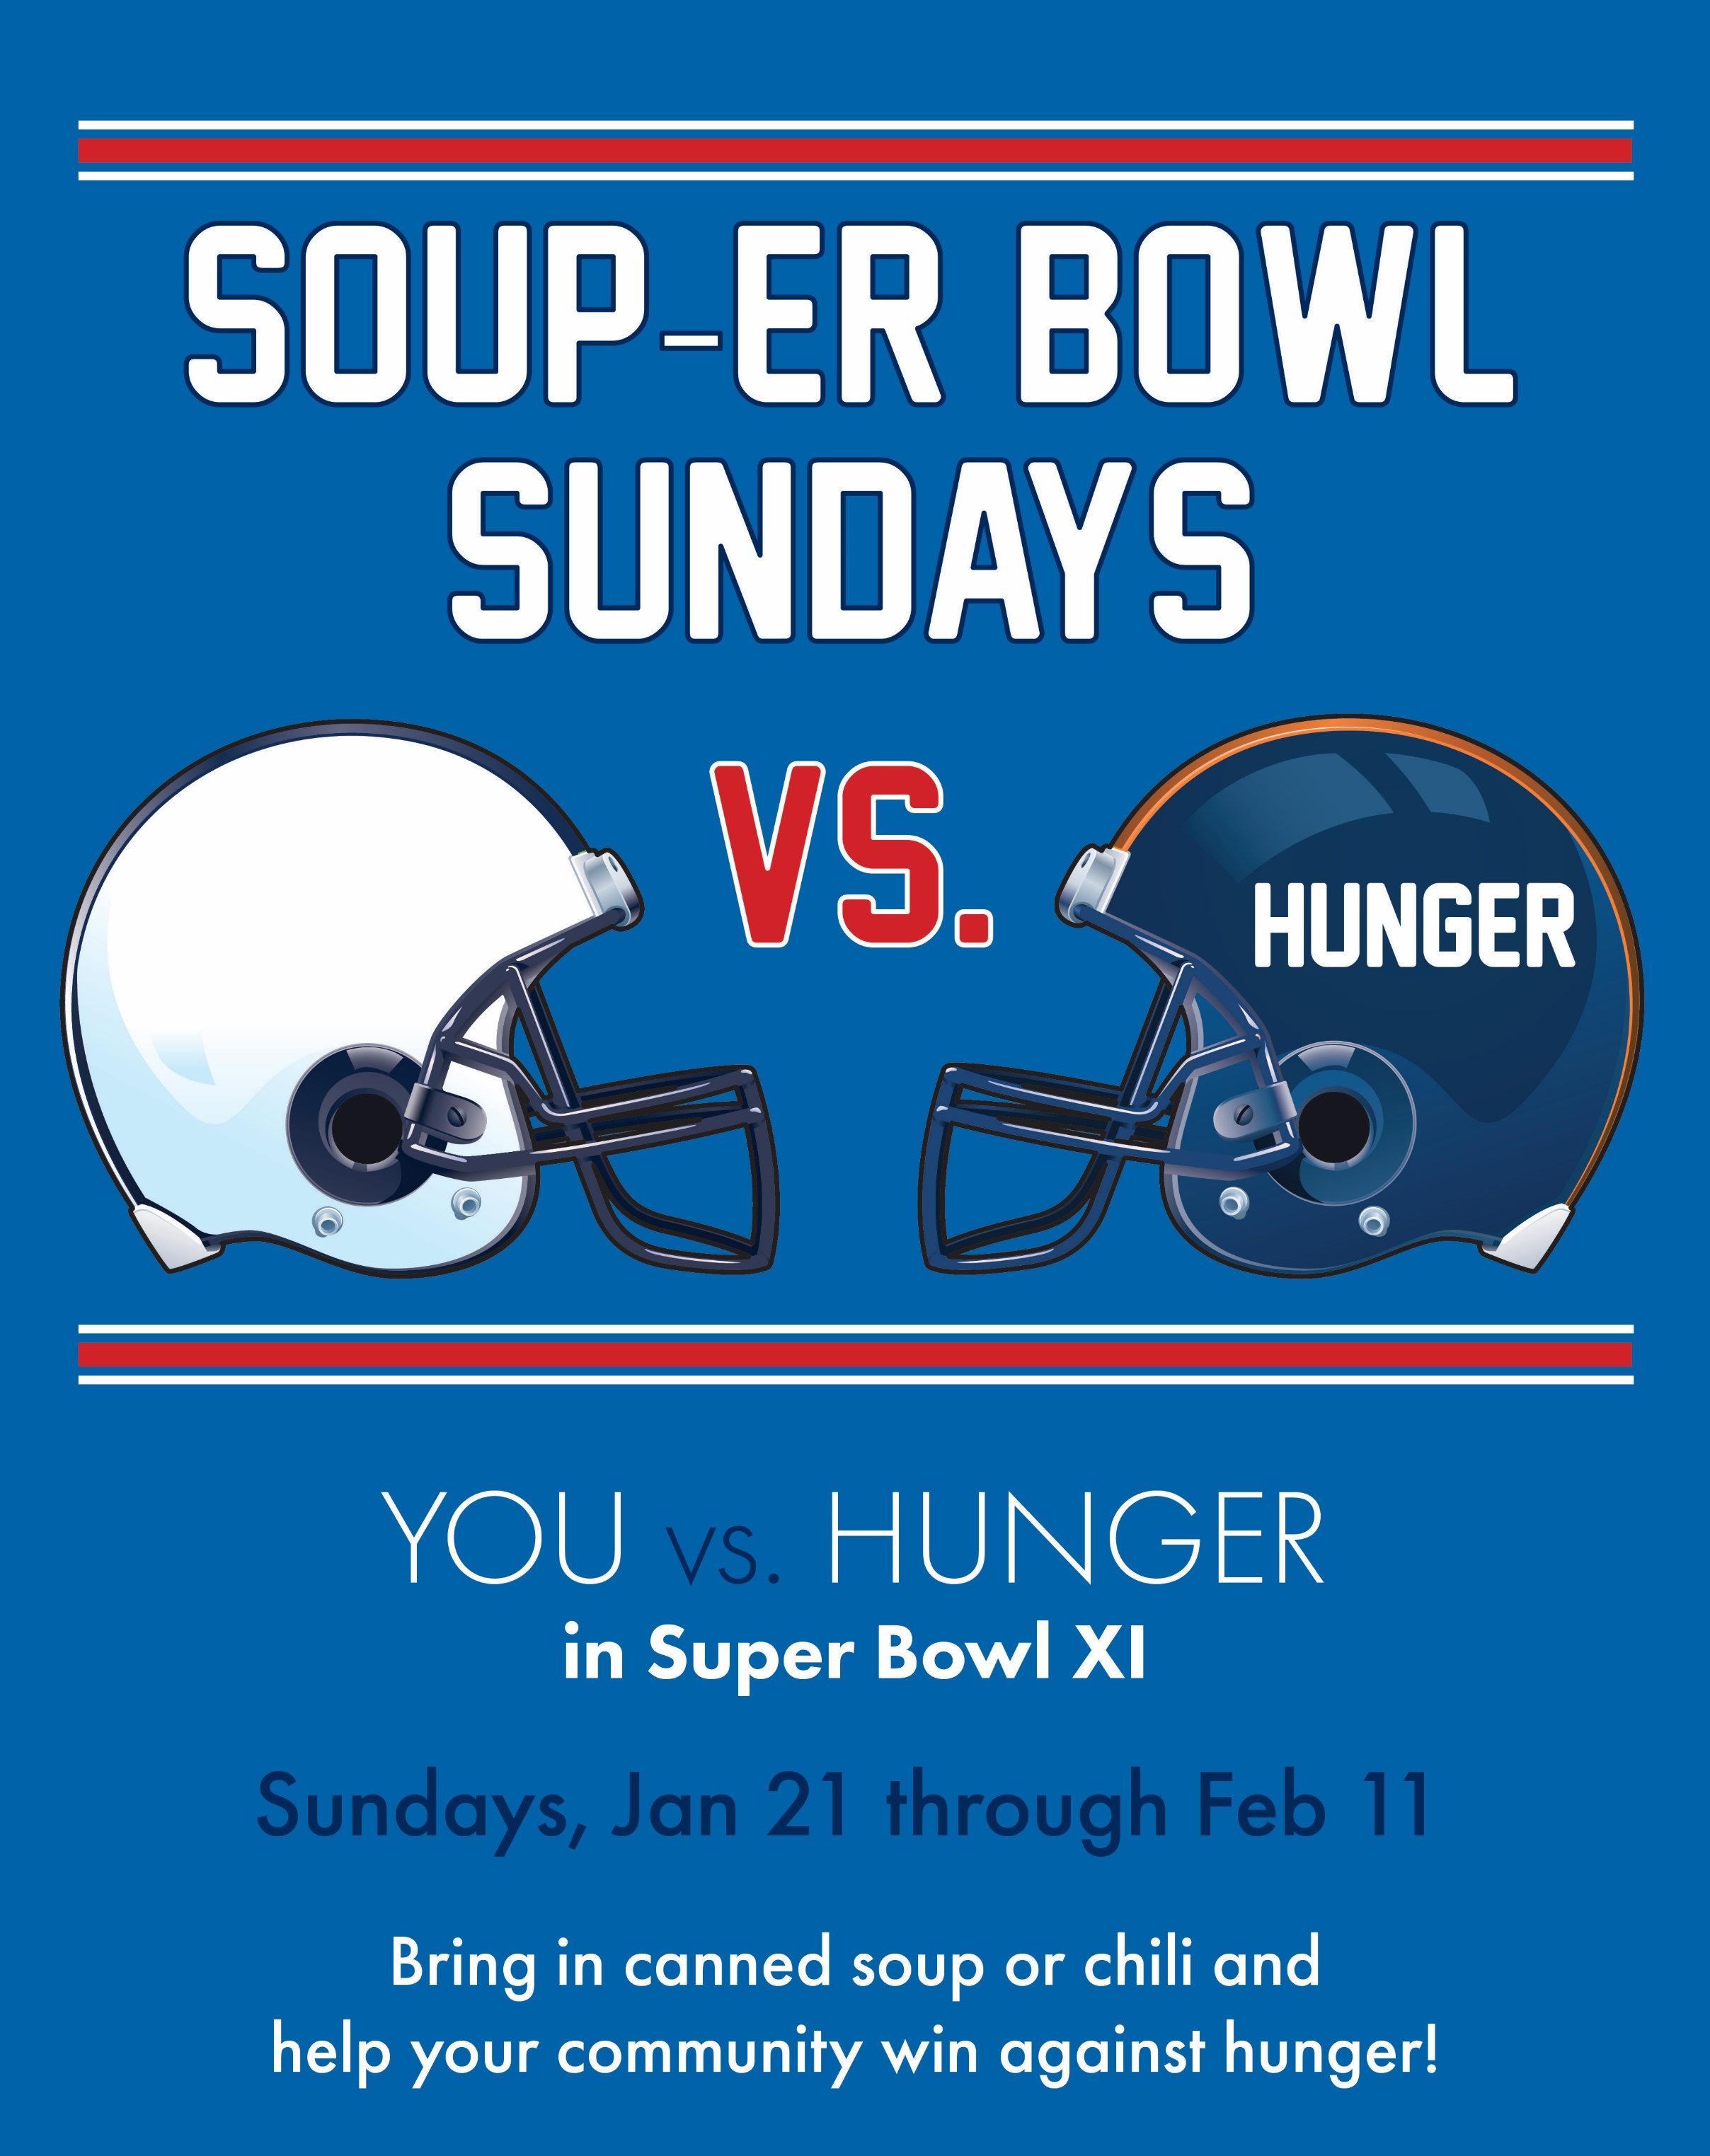 SOUP-ER BOWL
SUNDAYS
VS.
HUNGER
YOU vs. HUNGER
in Super Bowl XI
Sundays, Jan 21 through Feb 11
Bring in canned soup or chili and
help your community win against hunger!